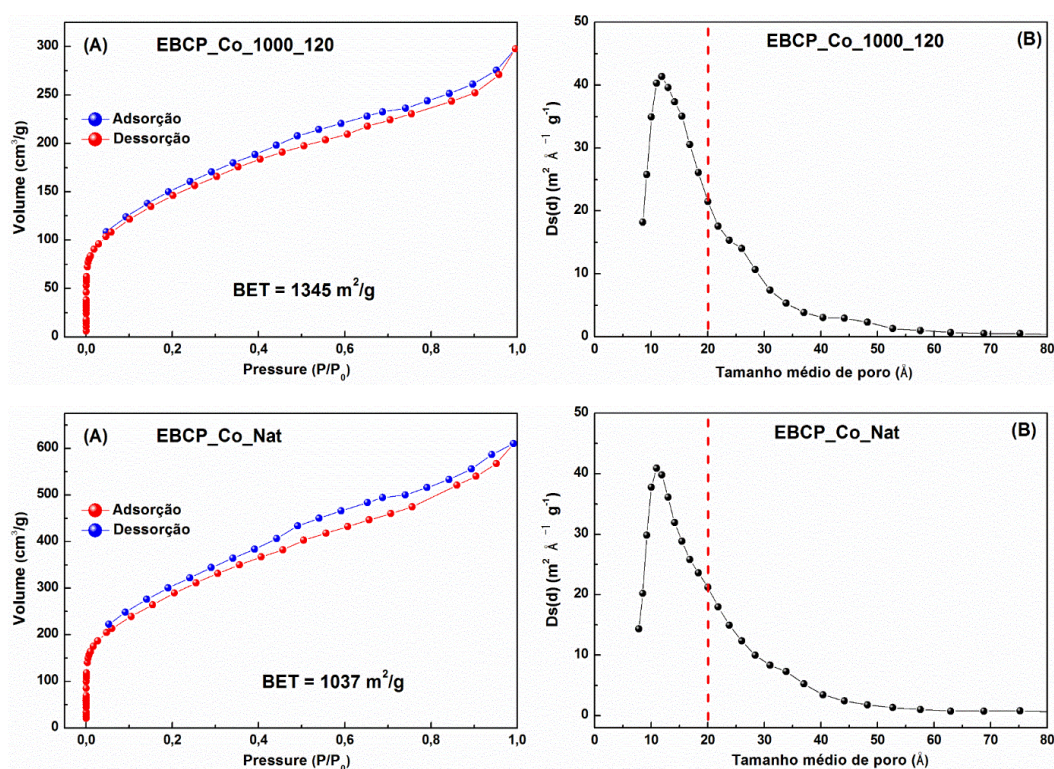 (A)
EBCP_Co_1000_120
Adsorção
Dessorção
BET = 1345 m²/g
Volume (cm³/g)
300
250
200
150
100
50
0
0,0 0,2 0,4 0,6 0,8 1,0
Pressure (P/P₀)
EBCP_Co_1000_120
(B)
Ds(d) (m² Å⁻¹ g⁻¹)
50
40
30
20
10
0
0 10 20 30 40 50 60 70 80
Tamanho médio de poro (Å)
(A)
EBCP_Co_Nat
Adsorção
Dessorção
BET = 1037 m²/g
Volume (cm³/g)
600
500
400
300
200
100
0
0,0 0,2 0,4 0,6 0,8 1,0
Pressure (P/P₀)
EBCP_Co_Nat
(B)
Ds(d) (m² Å⁻¹ g⁻¹)
50
40
30
20
10
0
0 10 20 30 40 50 60 70 80
Tamanho médio de poro (Å)